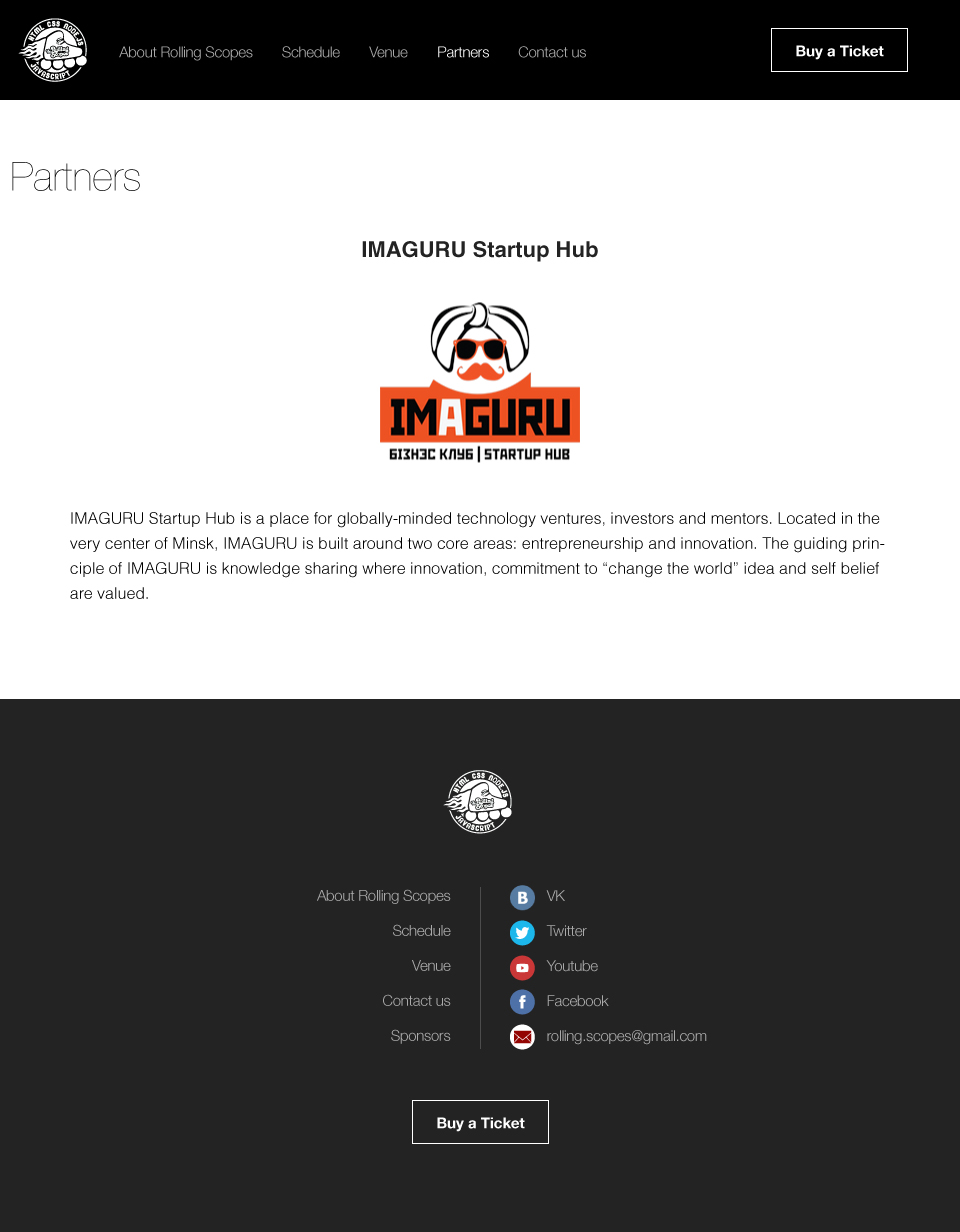 HTML CSS NODE.JS
JAVASCRIPT
About Rolling Scopes
Schedule
Venue
Partners
Contact us
Buy a Ticket
Partners
IMAGURU Startup Hub
IMAGURU
БІЗНЭС КЛУБ | STARTUP HUB
IMAGURU Startup Hub is a place for globally-minded technology ventures, investors and mentors. Located in the
very center of Minsk, IMAGURU is built around two core areas: entrepreneurship and innovation. The guiding prin-
ciple of IMAGURU is knowledge sharing where innovation, commitment to “change the world” idea and self belief
are valued.
HTML CSS NODE.JS
JAVASCRIPT
About Rolling Scopes
Schedule
Venue
Contact us
Sponsors
VK
Twitter
Youtube
Facebook
rolling.scopes@gmail.com
Buy a Ticket